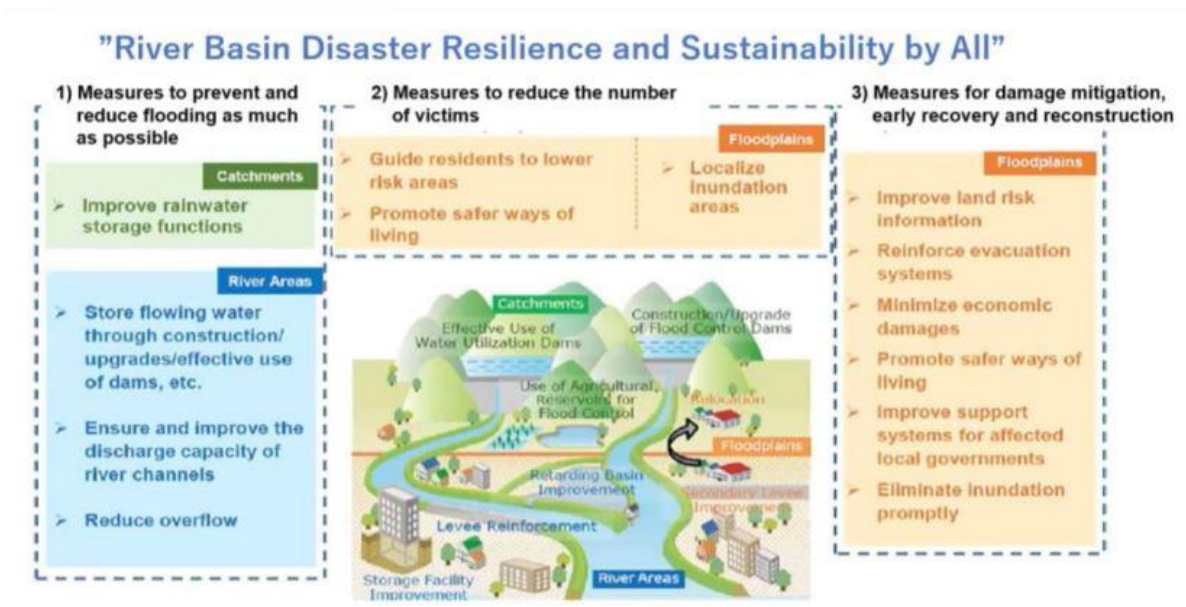 ”River Basin Disaster Resilience and Sustainability by All”
1) Measures to prevent and
reduce flooding as much
as possible
Catchments
➢ Improve rainwater
storage functions
River Areas
➢ Store flowing water
through construction/
upgrades/effective use
of dams, etc.
➢ Ensure and improve the
discharge capacity of
river channels
➢ Reduce overflow
2) Measures to reduce the number
of victims
Floodplains
➢ Guide residents to lower
risk areas
➢ Promote safer ways of
living
➢ Localize
inundation
areas
Catchments
Effective Use of
Water Utilization Dams
Construction/Upgrade
of Flood Control Dams
Use of Agricultural
Reservoirs for
Flood Control
Relocation
Floodplains
Retarding Basin
Improvement
Secondary Levee
Improvement
Levee Reinforcement
Storage Facility
Improvement
River Areas
3) Measures for damage mitigation,
early recovery and reconstruction
Floodplains
➢ Improve land risk
information
➢ Reinforce evacuation
systems
➢ Minimize economic
damages
➢ Promote safer ways of
living
➢ Improve support
systems for affected
local governments
➢ Eliminate inundation
promptly